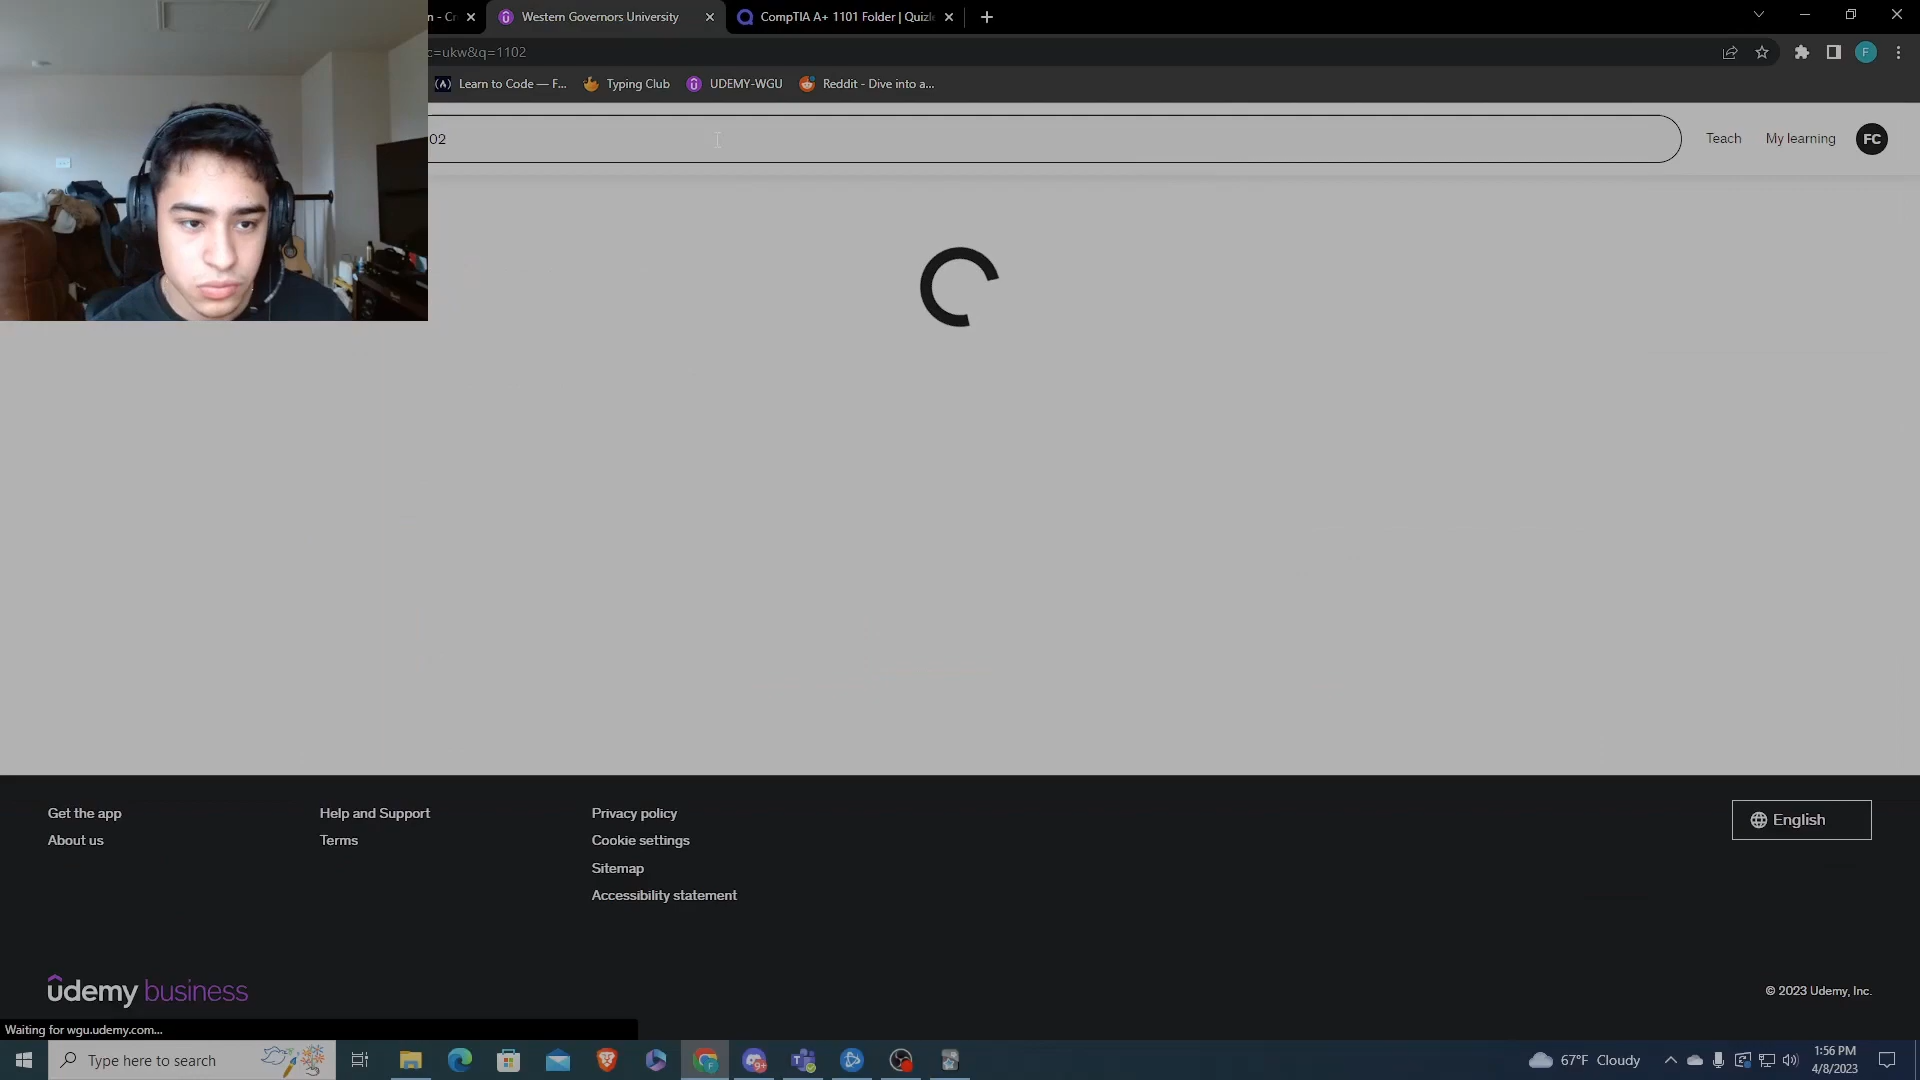 n - Cr
Western Governors University
CompTIA A+ 1101 Folder | Quizl
c=ukw&q=1102
F
Learn to Code — F...
Typing Club
UDEMY-WGU
Reddit - Dive into a...
02
Teach
My learning
FC
Get the app
Help and Support
Privacy policy
English
About us
Terms
Cookie settings
Sitemap
Accessibility statement
udemy business
© 2023 Udemy, Inc.
Waiting for wgu.udemy.com...
Type here to search
9+
67°F Cloudy
1:56 PM
4/8/2023